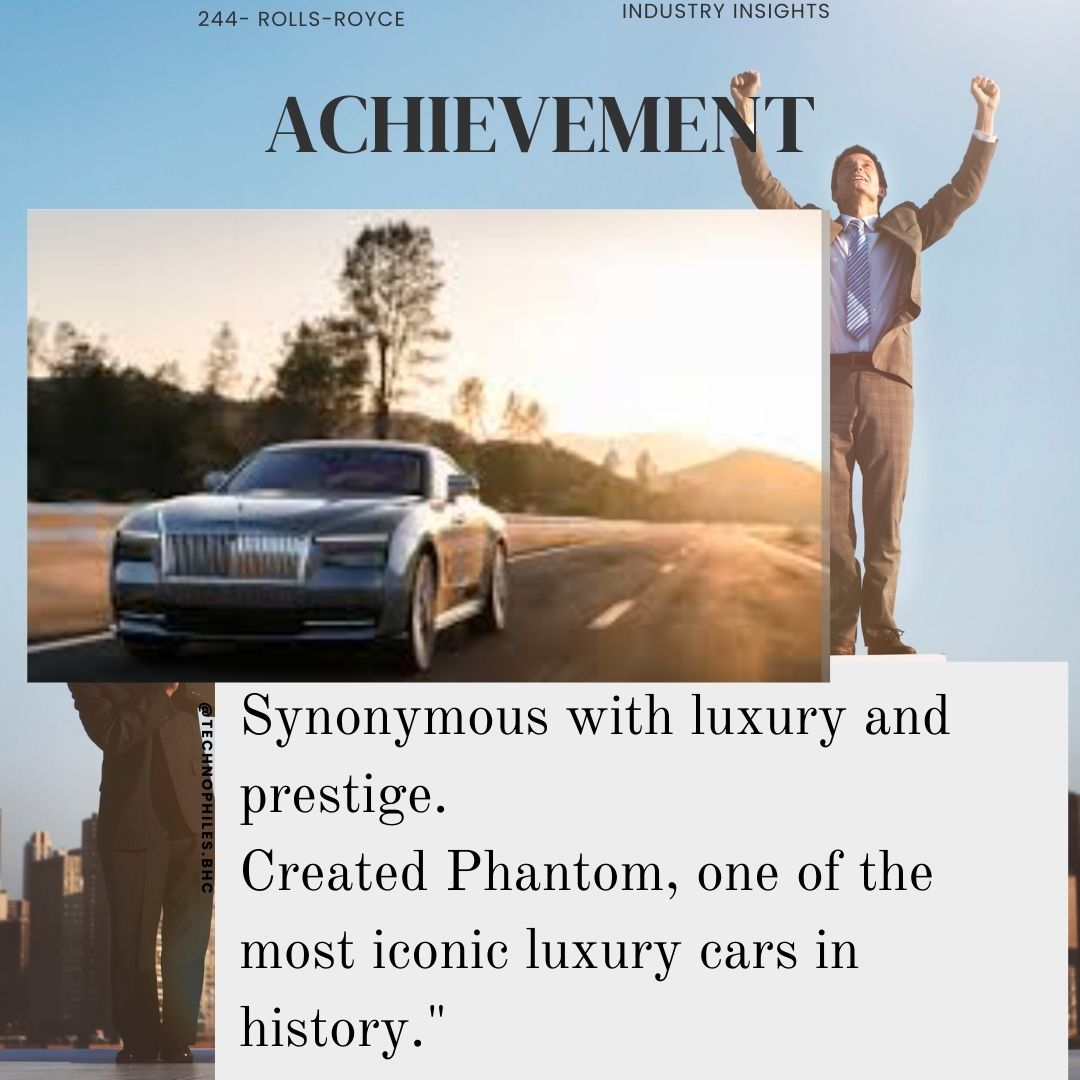 244- ROLLS-ROYCE
INDUSTRY INSIGHTS
ACHIEVEMENT
@TECHNOPHILES.BHC
Synonymous with luxury and
prestige.
Created Phantom, one of the
most iconic luxury cars in
history."